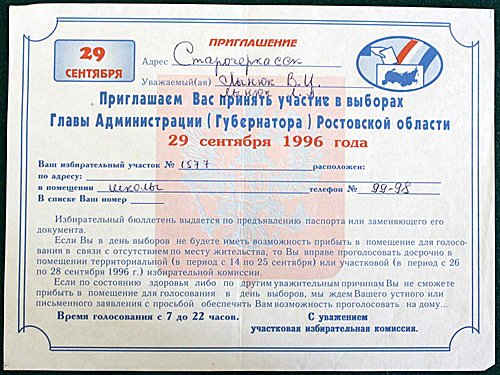 29
СЕНТЯБРЯ
ПРИГЛАШЕНИЕ
Адрес Старочеркасск
Уважаемый(ая) В.И.
Приглашаем Вас принять участие в выборах
Главы Администрации ( Губернатора ) Ростовской области
29 сентября 1996 года
Ваш избирательный участок № 1577 расположен:
по адресу:
в помещении школы телефон № 99-98
В списке Ваш номер
Избирательный бюллетень выдается по предъявлению паспорта или заменяющего его
документа.
Если Вы в день выборов не будете иметь возможность прибыть в помещение для голосо-
вания в связи с отсутствием по месту жительства, то Вы вправе проголосовать досрочно в
помещении территориальной (в период с 14 по 25 сентября) или участковой (в период с 26
по 28 сентября 1996 г.) избирательной комиссии.
Если по состоянию здоровья либо по другим уважительным причинам Вы не сможете
прибыть в помещение для голосования в день выборов, мы ждем Вашего устного или
письменного заявления с просьбой обеспечить Вам возможность проголосовать на дому...
Время голосования с 7 до 22 часов.
С уважением
участковая избирательная комиссия.